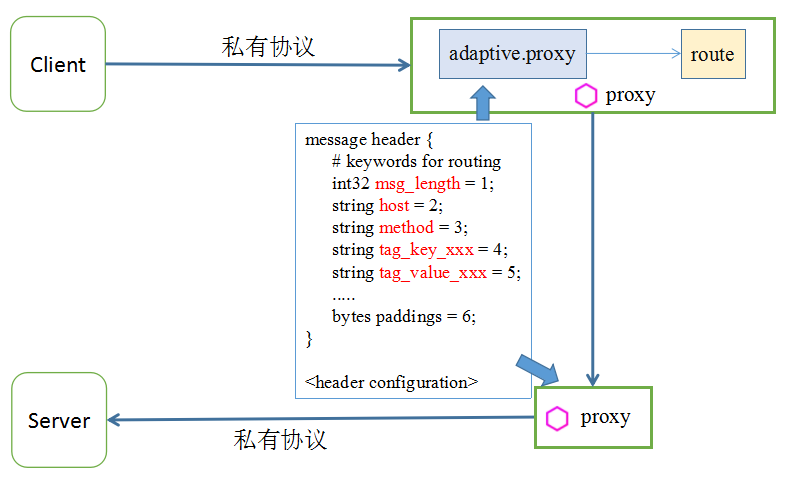 Client
私有协议
adaptive.proxy
route
proxy
message header {
# keywords for routing
int32 msg_length = 1;
string host = 2;
string method = 3;
string tag_key_xxx = 4;
string tag_value_xxx = 5;
.....
bytes paddings = 6;
}
<header configuration>
Server
proxy
私有协议